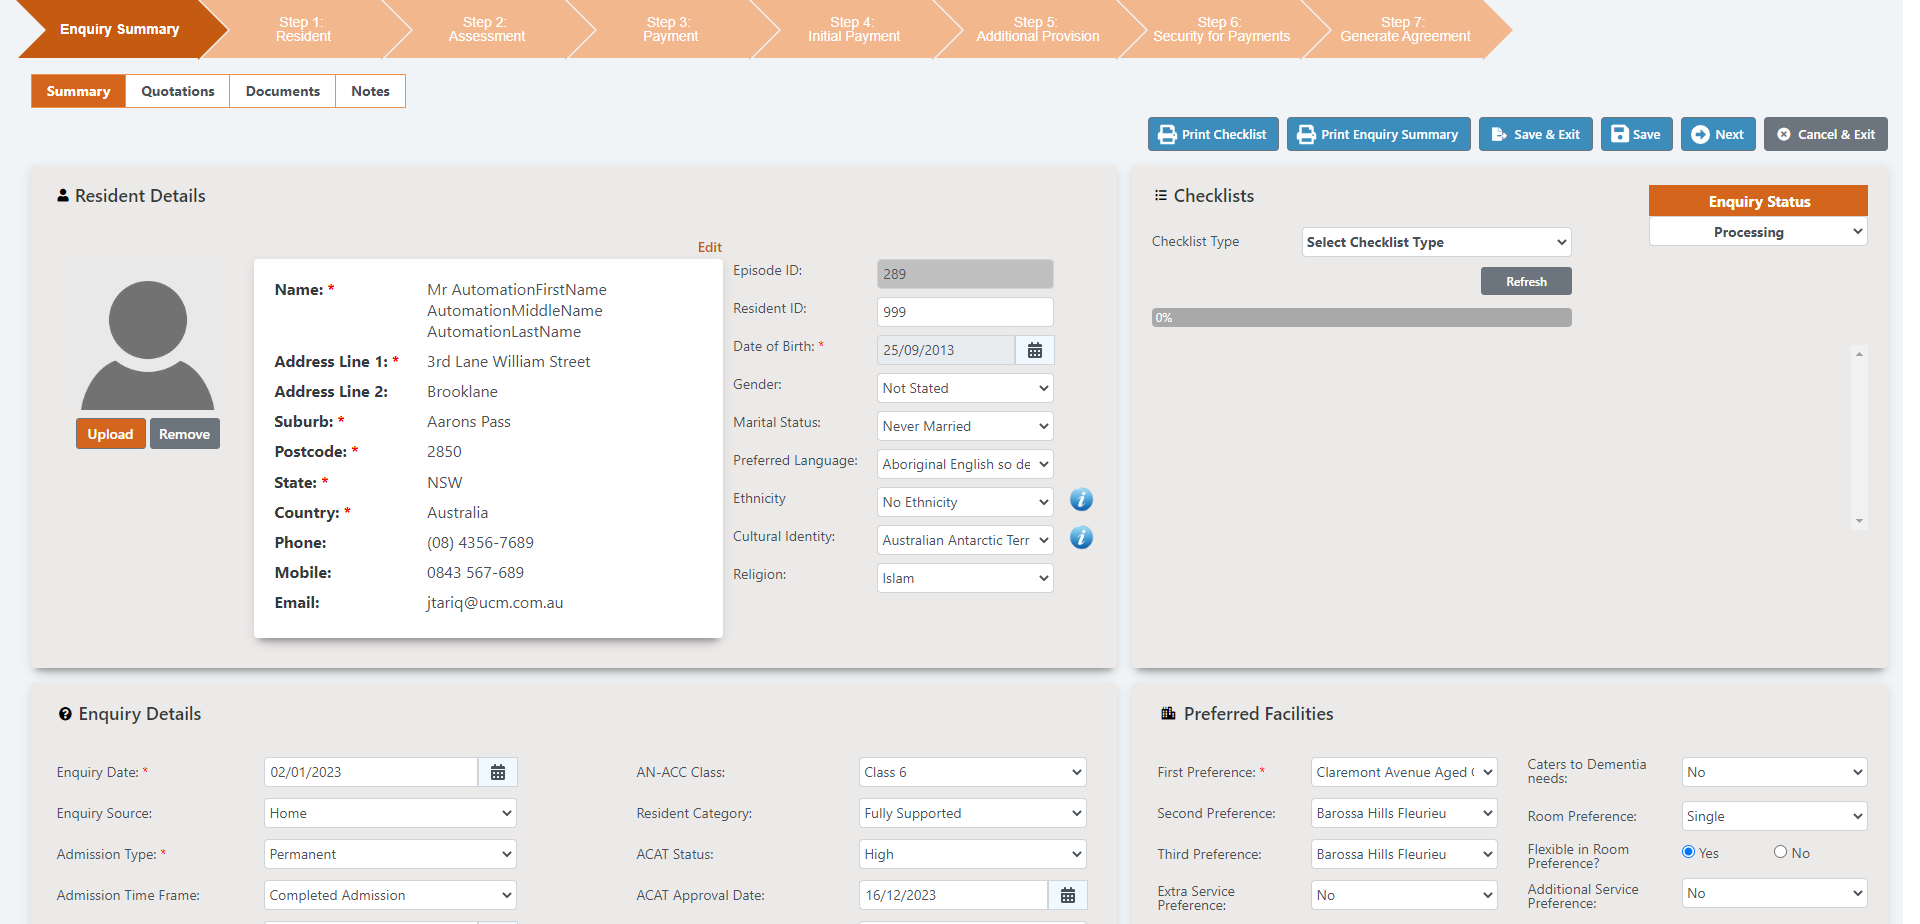 Enquiry Summary
Step 1:
Resident
Step 2:
Assessment
Step 3:
Payment
Step 4:
Initial Payment
Step 5:
Additional Provision
Step 6:
Security for Payments
Step 7:
Generate Agreement
Summary
Quotations
Documents
Notes
Print Checklist
Print Enquiry Summary
Save & Exit
Save
Next
Cancel & Exit
Resident Details
Edit
Upload
Remove
Name: * Mr AutomationFirstName
AutomationMiddleName
AutomationLastName
Address Line 1: * 3rd Lane William Street
Address Line 2: Brooklane
Suburb: * Aarons Pass
Postcode: * 2850
State: * NSW
Country: * Australia
Phone: (08) 4356-7689
Mobile: 0843 567-689
Email: jtariq@ucm.com.au
Episode ID: 289
Resident ID: 999
Date of Birth: * 25/09/2013
Gender: Not Stated
Marital Status: Never Married
Preferred Language: Aboriginal English so de
Ethnicity No Ethnicity
Cultural Identity: Australian Antarctic Terr
Religion: Islam
Checklists
Enquiry Status
Processing
Checklist Type Select Checklist Type
Refresh
0%
Enquiry Details
Enquiry Date: * 02/01/2023
Enquiry Source: Home
Admission Type: * Permanent
Admission Time Frame: Completed Admission
AN-ACC Class: Class 6
Resident Category: Fully Supported
ACAT Status: High
ACAT Approval Date: 16/12/2023
Preferred Facilities
First Preference: * Claremont Avenue Aged
Second Preference: Barossa Hills Fleurieu
Third Preference: Barossa Hills Fleurieu
Extra Service
Preference: No
Caters to Dementia
needs: No
Room Preference: Single
Flexible in Room
Preference? Yes No
Additional Service
Preference: No